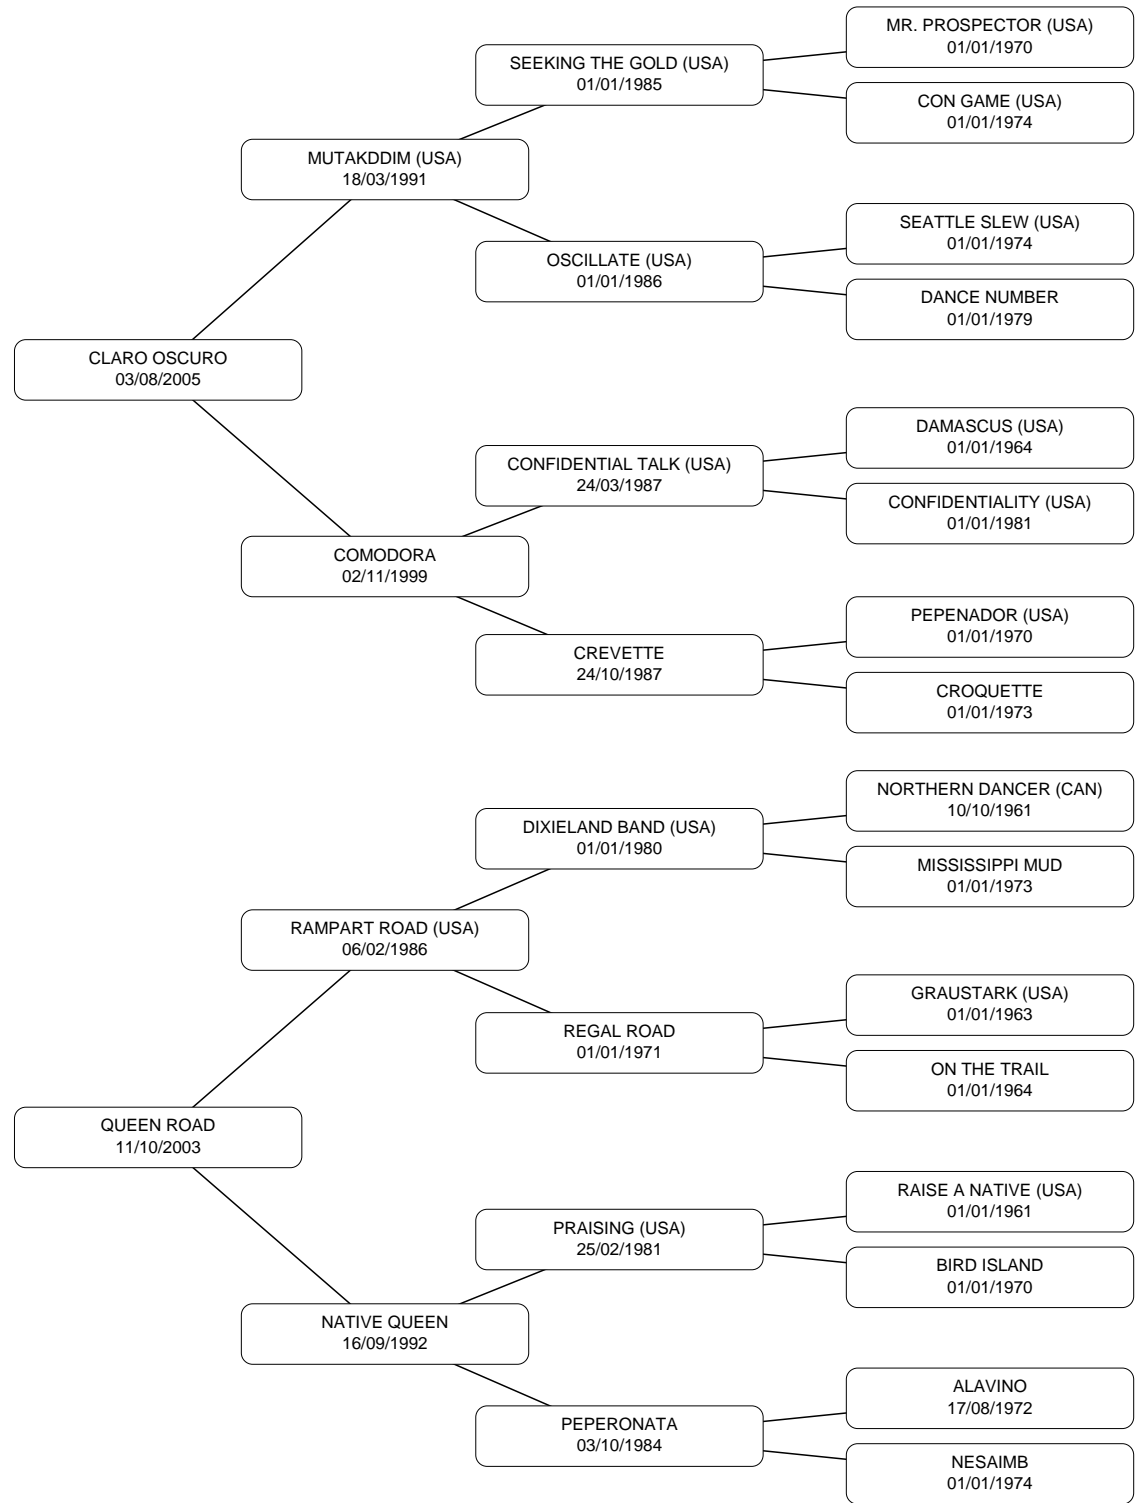 MR. PROSPECTOR (USA)
01/01/1970
SEEKING THE GOLD (USA)
01/01/1985
CON GAME (USA)
01/01/1974
MUTAKDDIM (USA)
18/03/1991
SEATTLE SLEW (USA)
01/01/1974
OSCILLATE (USA)
01/01/1986
DANCE NUMBER
01/01/1979
CLARO OSCURO
03/08/2005
DAMASCUS (USA)
01/01/1964
CONFIDENTIAL TALK (USA)
24/03/1987
CONFIDENTIALITY (USA)
01/01/1981
COMODORA
02/11/1999
PEPENADOR (USA)
01/01/1970
CREVETTE
24/10/1987
CROQUETTE
01/01/1973
NORTHERN DANCER (CAN)
10/10/1961
DIXIELAND BAND (USA)
01/01/1980
MISSISSIPPI MUD
01/01/1973
RAMPART ROAD (USA)
06/02/1986
GRAUSTARK (USA)
01/01/1963
REGAL ROAD
01/01/1971
ON THE TRAIL
01/01/1964
QUEEN ROAD
11/10/2003
RAISE A NATIVE (USA)
01/01/1961
PRAISING (USA)
25/02/1981
BIRD ISLAND
01/01/1970
NATIVE QUEEN
16/09/1992
ALAVINO
17/08/1972
PEPERONATA
03/10/1984
NESAIMB
01/01/1974